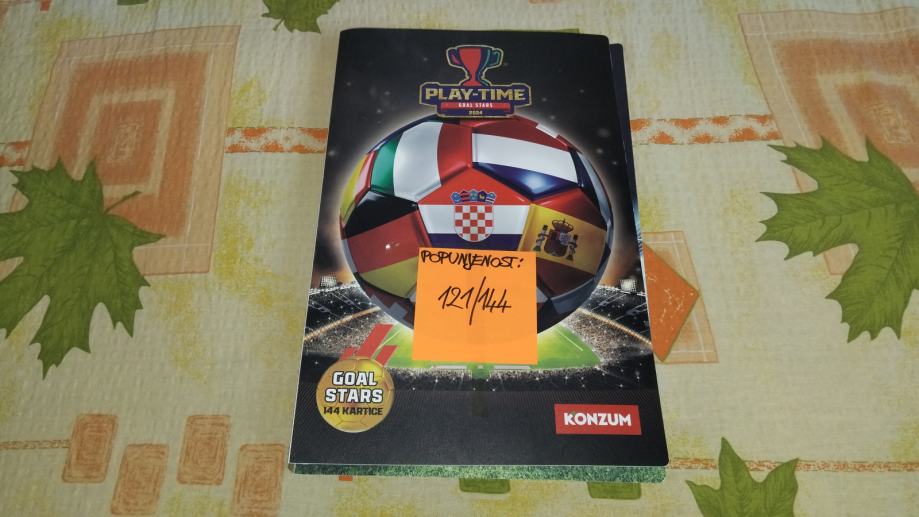 PLAY-TIME
GOAL STARS
2024
POPUNJENOST:
121/144
GOAL
STARS
144 KARTICE
KONZUM